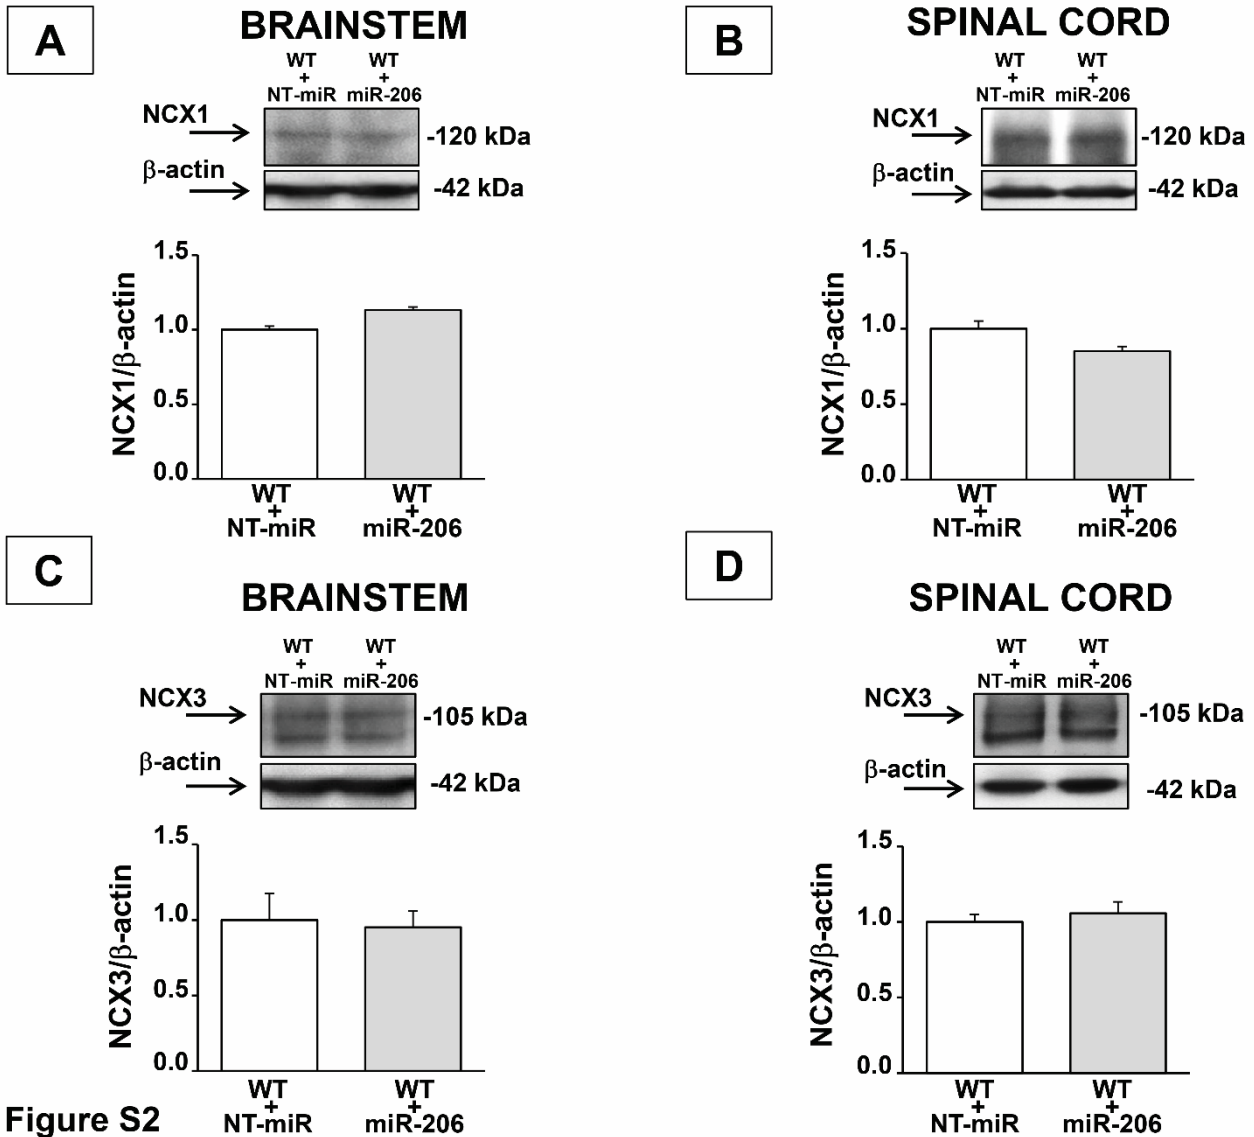 A
BRAINSTEM
WT
+
NT-miR
WT
+
miR-206
NCX1
-120 kDa
β-actin
-42 kDa
1.5
1.0
0.5
0.0
NCX1/β-actin
WT
+
NT-miR
WT
+
miR-206
B
SPINAL CORD
WT
+
NT-miR
WT
+
miR-206
NCX1
-120 kDa
β-actin
-42 kDa
1.5
1.0
0.5
0.0
NCX1/β-actin
WT
+
NT-miR
WT
+
miR-206
C
BRAINSTEM
WT
+
NT-miR
WT
+
miR-206
NCX3
-105 kDa
β-actin
-42 kDa
1.5
1.0
0.5
0.0
NCX3/β-actin
WT
+
NT-miR
WT
+
miR-206
D
SPINAL CORD
WT
+
NT-miR
WT
+
miR-206
NCX3
-105 kDa
β-actin
-42 kDa
1.5
1.0
0.5
0.0
NCX3/β-actin
WT
+
NT-miR
WT
+
miR-206
Figure S2